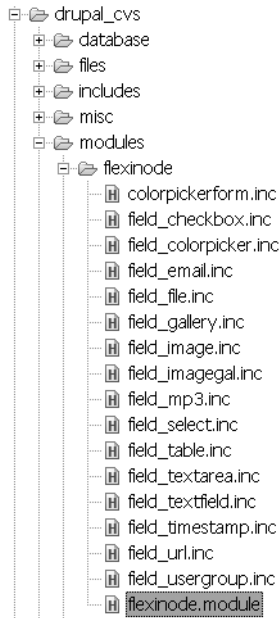 drupal_cvs
database
files
includes
misc
modules
flexinode
colorpickerform.inc
field_checkbox.inc
field_colorpicker.inc
field_email.inc
field_file.inc
field_gallery.inc
field_image.inc
field_imagegal.inc
field_mp3.inc
field_select.inc
field_table.inc
field_textarea.inc
field_textfield.inc
field_timestamp.inc
field_url.inc
field_usergroup.inc
flexinode.module